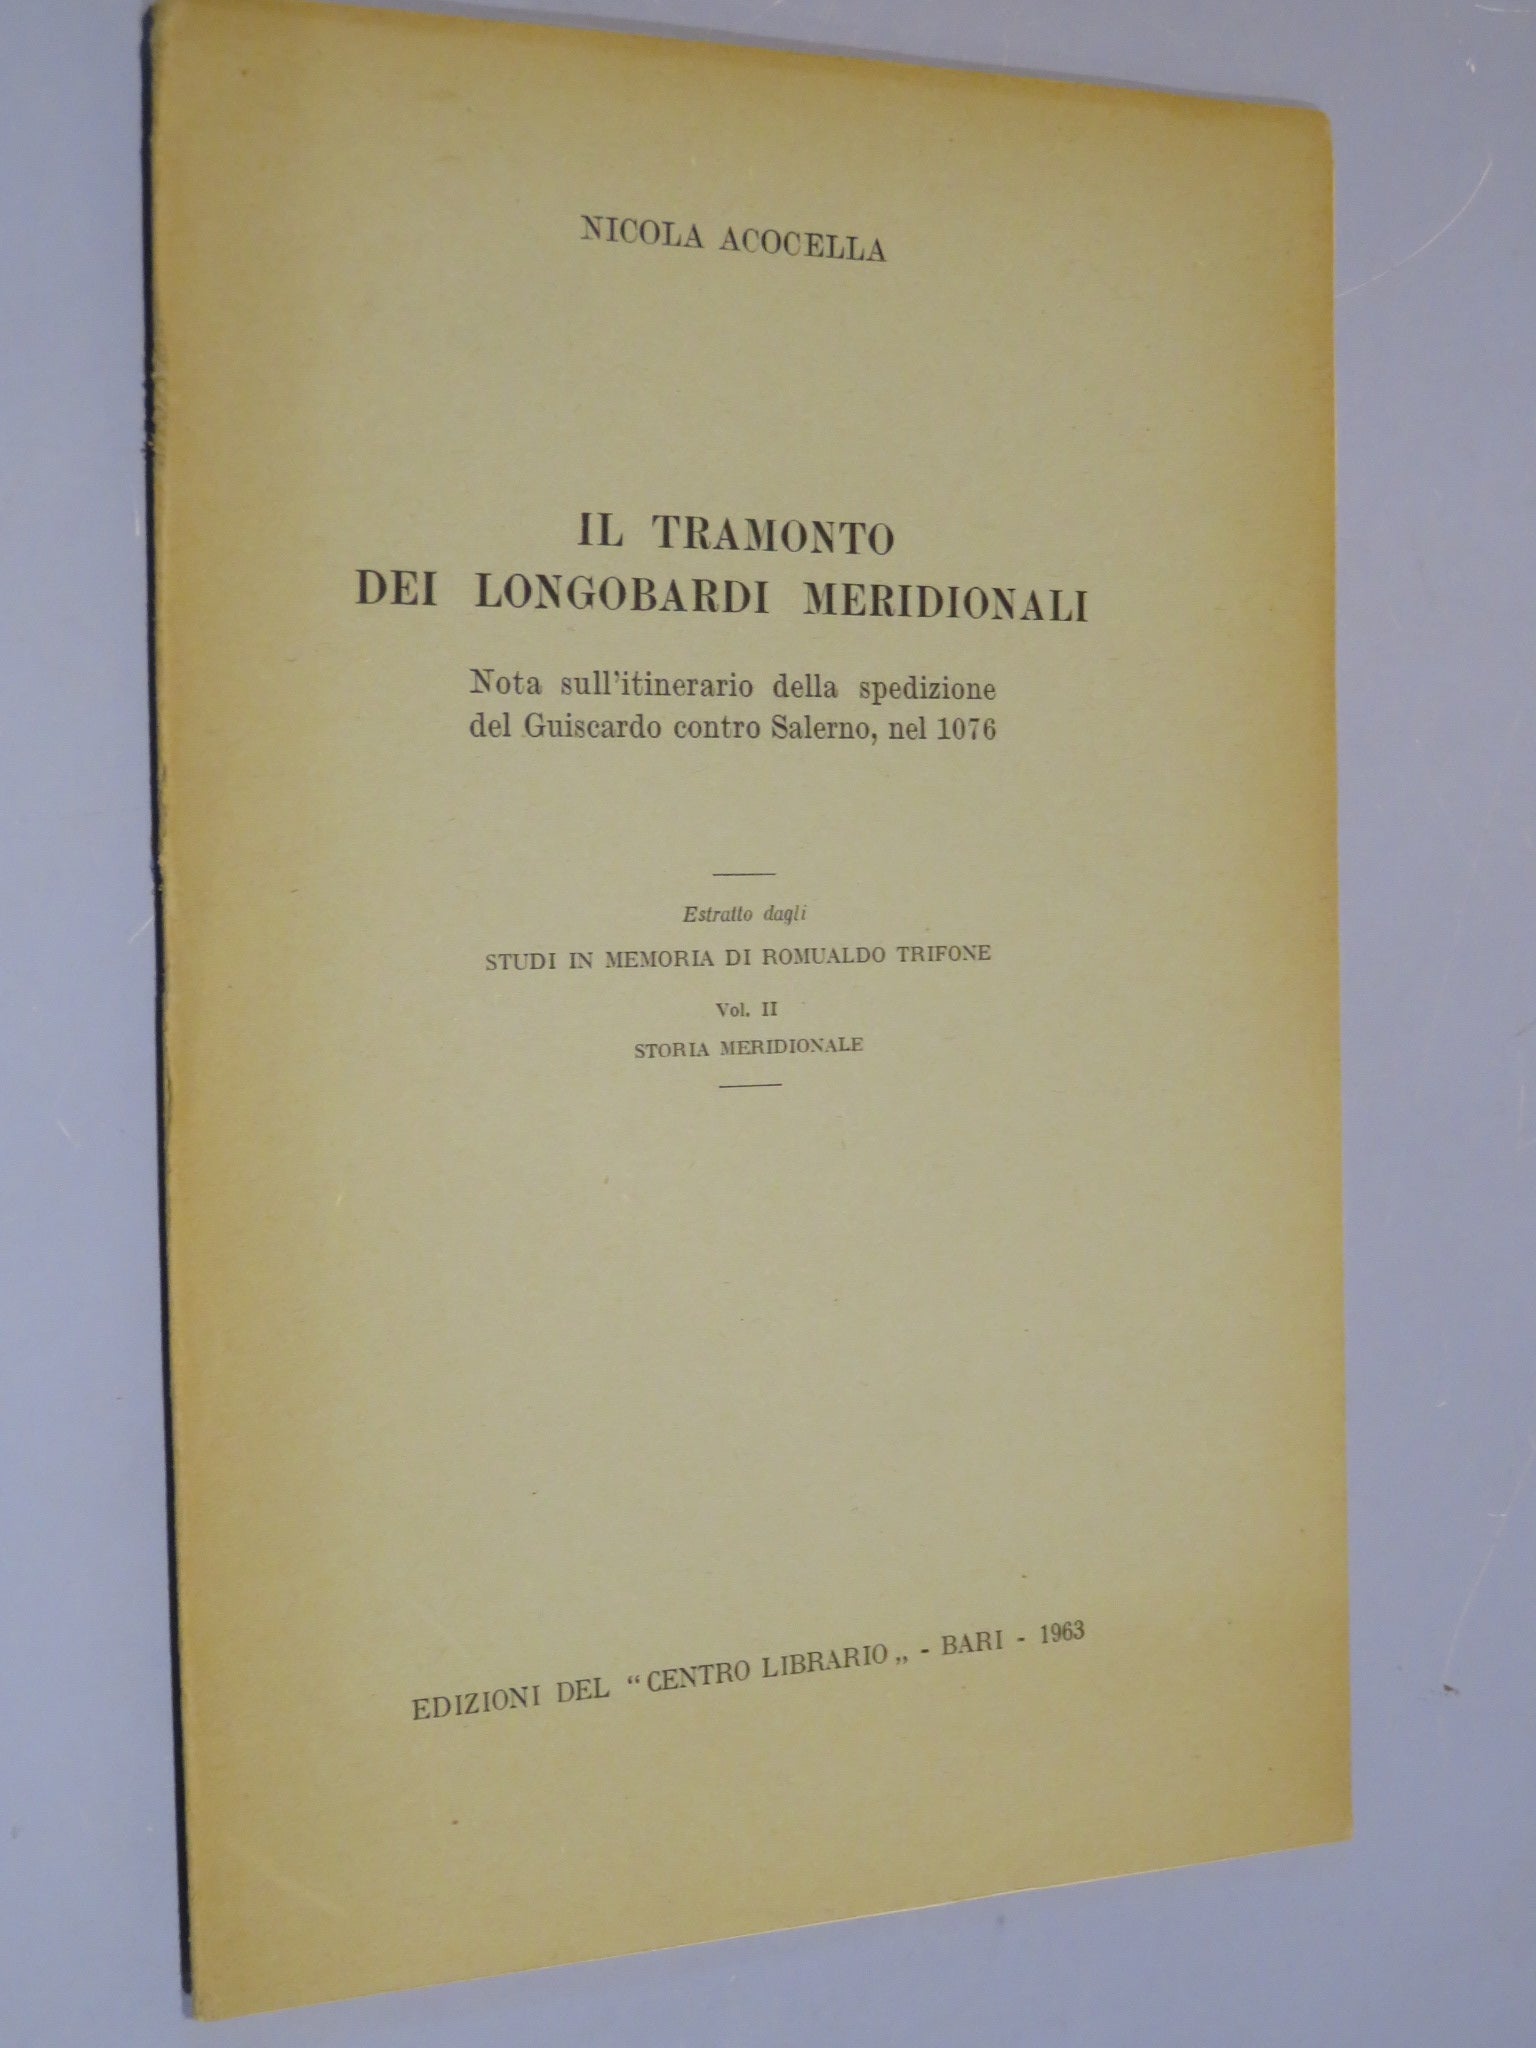 NICOLA ACOCELLA
IL TRAMONTO
DEI LONGOBARDI MERIDIONALI
Nota sull'itinerario della spedizione
del Guiscardo contro Salerno, nel 1076
Estratto dagli
STUDI IN MEMORIA DI ROMUALDO TRIFONE
Vol. II
STORIA MERIDIONALE
EDIZIONI DEL “CENTRO LIBRARIO„ - BARI - 1963